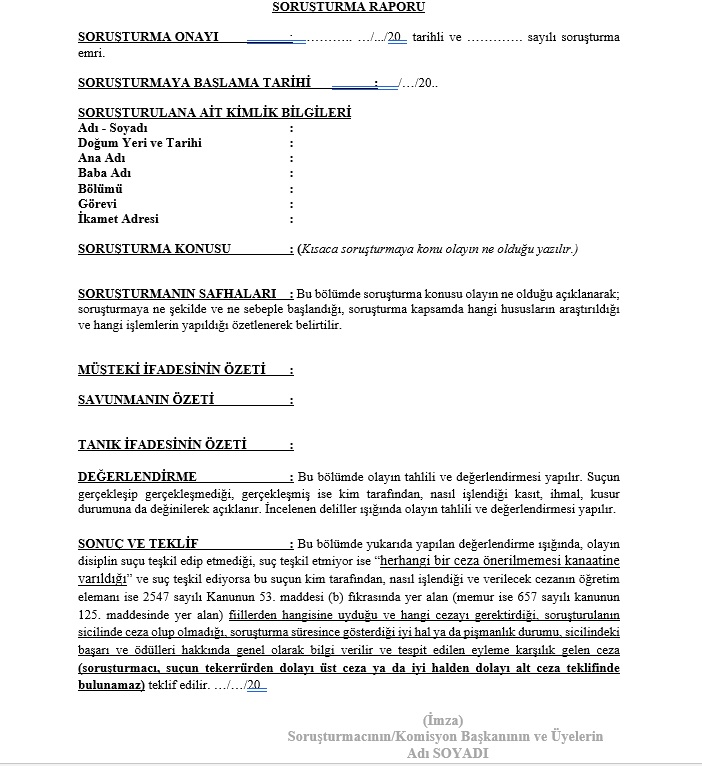 SORUŞTURMA RAPORU
SORUŞTURMA ONAYI : ………... …/.../20.. tarihli ve …………. sayılı soruşturma
emri.
SORUŞTURMAYA BAŞLAMA TARİHİ : /…/20..
SORUŞTURULANA AİT KİMLİK BİLGİLERİ
Adı - Soyadı :
Doğum Yeri ve Tarihi :
Ana Adı :
Baba Adı :
Bölümü :
Görevi :
İkamet Adresi :
SORUŞTURMA KONUSU : (Kısaca soruşturmaya konu olayın ne olduğu yazılır.)
SORUŞTURMANIN SAFHALARI : Bu bölümde soruşturma konusu olayın ne olduğu açıklanarak;
soruşturmaya ne şekilde ve ne sebeple başlandığı, soruşturma kapsamda hangi hususların araştırıldığı
ve hangi işlemlerin yapıldığı özetlenerek belirtilir.
MÜŞTEKİ İFADESİNİN ÖZETİ :
SAVUNMANIN ÖZETİ :
TANIK İFADESİNİN ÖZETİ :
DEĞERLENDİRME : Bu bölümde olayın tahlili ve değerlendirmesi yapılır. Suçun
gerçekleşip gerçekleşmediği, gerçekleşmiş ise kim tarafından, nasıl işlendiği kasıt, ihmal, kusur
durumuna da değinilerek açıklanır. İncelenen deliller ışığında olayın tahlili ve değerlendirmesi yapılır.
SONUÇ VE TEKLİF : Bu bölümde yukarıda yapılan değerlendirme ışığında, olayın
disiplin suçu teşkil edip etmediği, suç teşkil etmiyor ise “herhangi bir ceza önerilmemesi kanaatine
varıldığı” ve suç teşkil ediyorsa bu suçun kim tarafından, nasıl işlendiği ve verilecek cezanın öğretim
elemanı ise 2547 sayılı Kanunun 53. maddesi (b) fıkrasında yer alan (memur ise 657 sayılı kanunun
125. maddesinde yer alan) fiillerden hangisine uyduğu ve hangi cezayı gerektirdiği, soruşturulanın
sicilinde ceza olup olmadığı, soruşturma süresince gösterdiği iyi hal ya da pişmanlık durumu, sicilindeki
başarı ve ödülleri hakkında genel olarak bilgi verilir ve tespit edilen eyleme karşılık gelen ceza
(soruşturmacı, suçun tekerrürden dolayı üst ceza ya da iyi halden dolayı alt ceza teklifinde
bulunamaz) teklif edilir. …/…/20..
(İmza)
Soruşturmacının/Komisyon Başkanının ve Üyelerin
Adı SOYADI